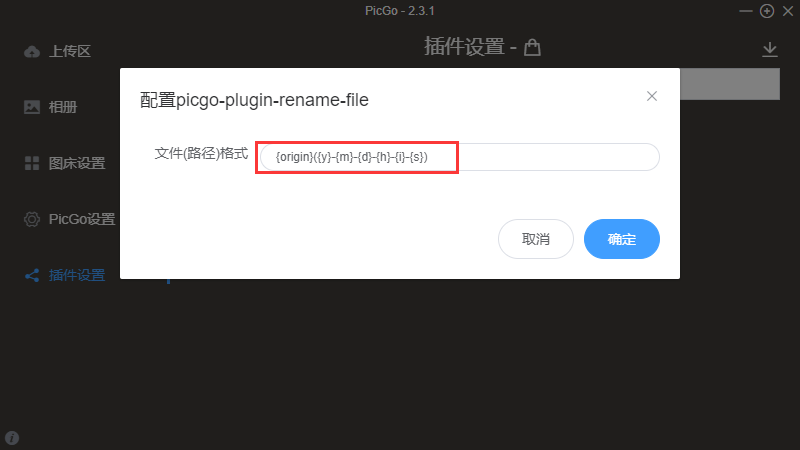 PicGo - 2.3.1
上传区
插件设置 -
配置picgo-plugin-rename-file
相册
文件(路径)格式
{origin}({y}-{m}-{d}-{h}-{i}-{s})
图床设置
PicGo设置
取消
确定
插件设置